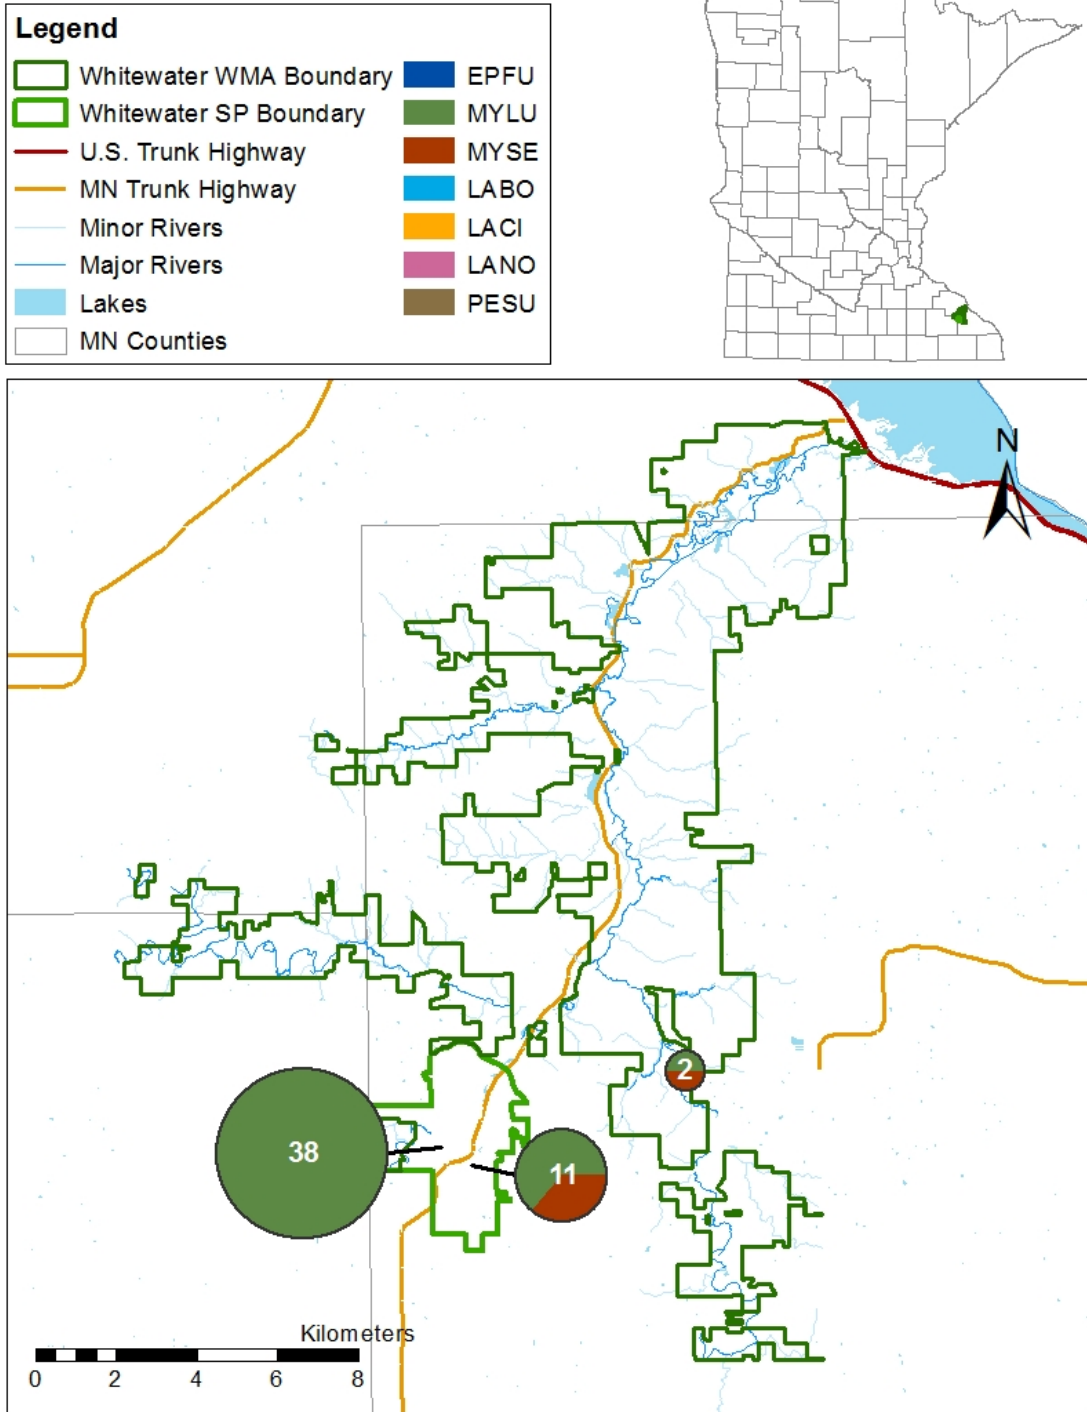 Legend
Whitewater WMA Boundary
Whitewater SP Boundary
U.S. Trunk Highway
MN Trunk Highway
Minor Rivers
Major Rivers
Lakes
MN Counties
EPFU
MYLU
MYSE
LABO
LACI
LANO
PESU
N
2
38
11
Kilometers
0 2 4 6 8